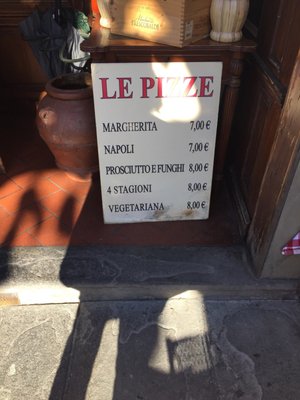 LE PIZZE
MARGHERITA 7,00 €
NAPOLI 7,00 €
PROSCIUTTO E FUNGHI 8,00 €
4 STAGIONI 8,00 €
VEGETARIANA 8,00 €